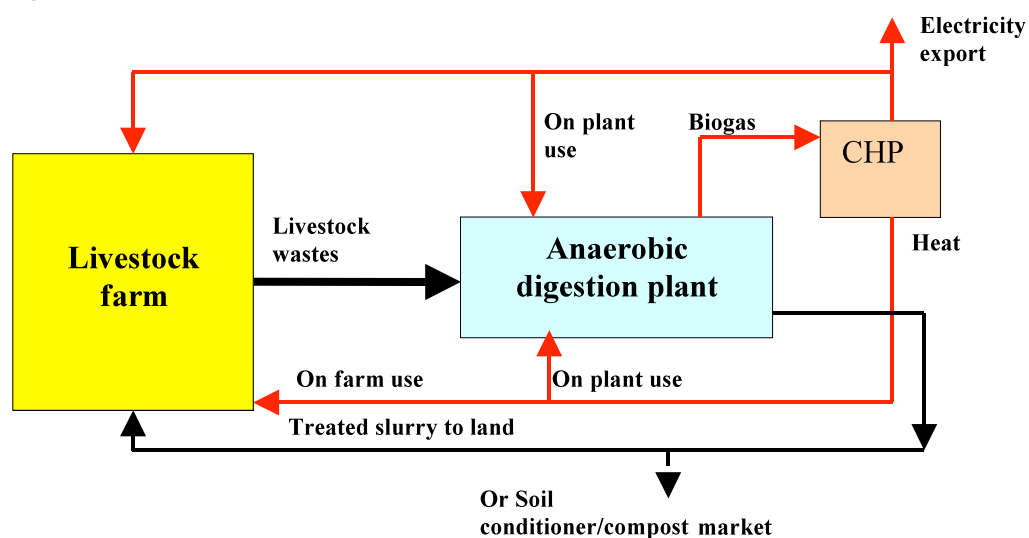 Electricity
export
On plant
use
Biogas
CHP
Livestock
wastes
Heat
Livestock
farm
Anaerobic
digestion plant
On farm use
On plant use
Treated slurry to land
Or Soil
conditioner/compost market